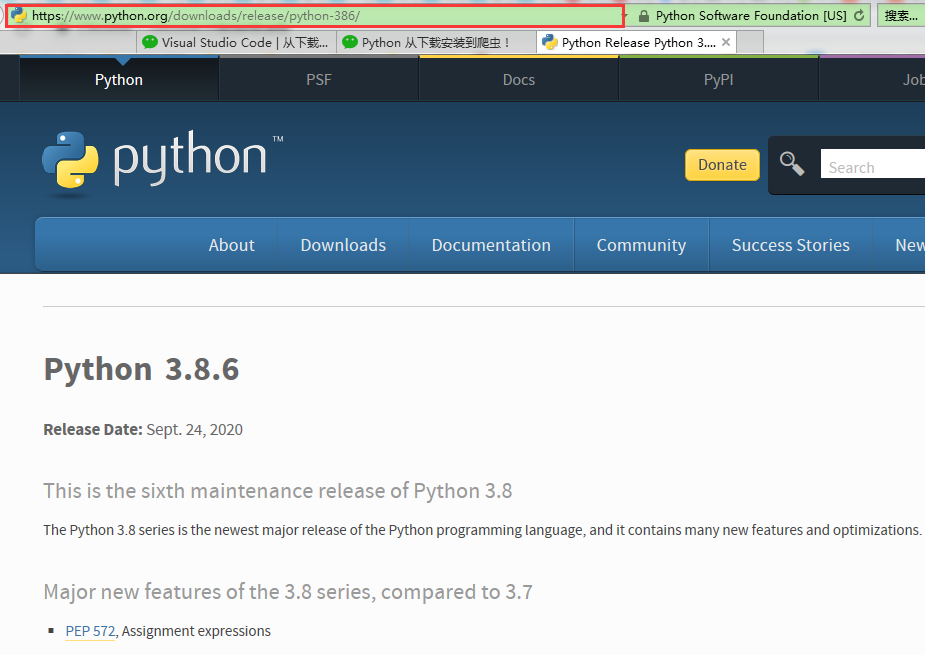 https://www.python.org/downloads/release/python-386/
Python Software Foundation [US]
搜索...
Visual Studio Code | 从下载...
Python 从下载安装到爬虫！
Python Release Python 3....
Python
PSF
Docs
PyPI
Job
python™
Donate
Search
About
Downloads
Documentation
Community
Success Stories
New
Python 3.8.6
Release Date: Sept. 24, 2020
This is the sixth maintenance release of Python 3.8
The Python 3.8 series is the newest major release of the Python programming language, and it contains many new features and optimizations.
Major new features of the 3.8 series, compared to 3.7
▪ PEP 572, Assignment expressions